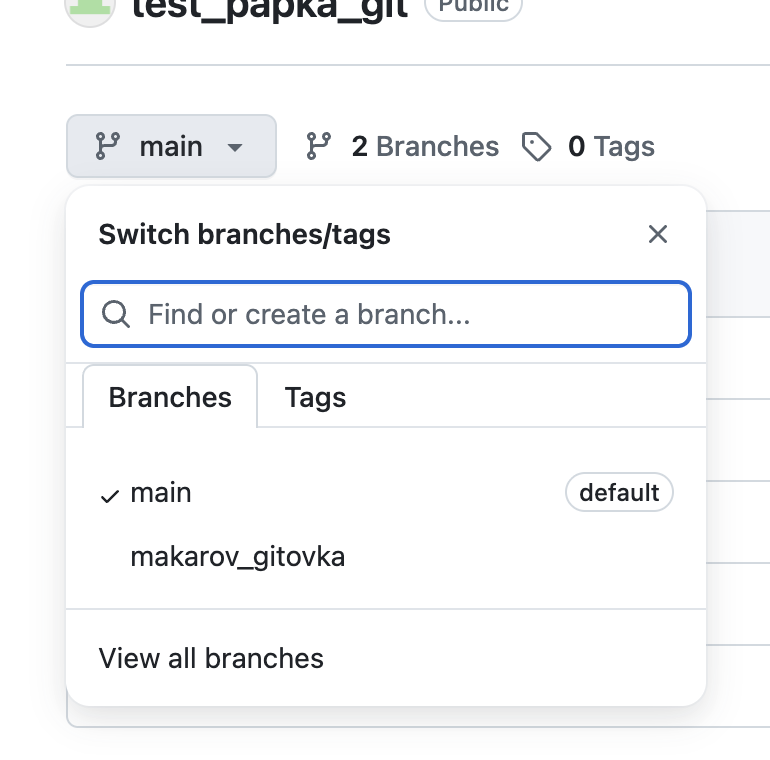 test_papka_git Public
main 2 Branches 0 Tags
Switch branches/tags
Find or create a branch...
Branches Tags
main default
makarov_gitovka
View all branches